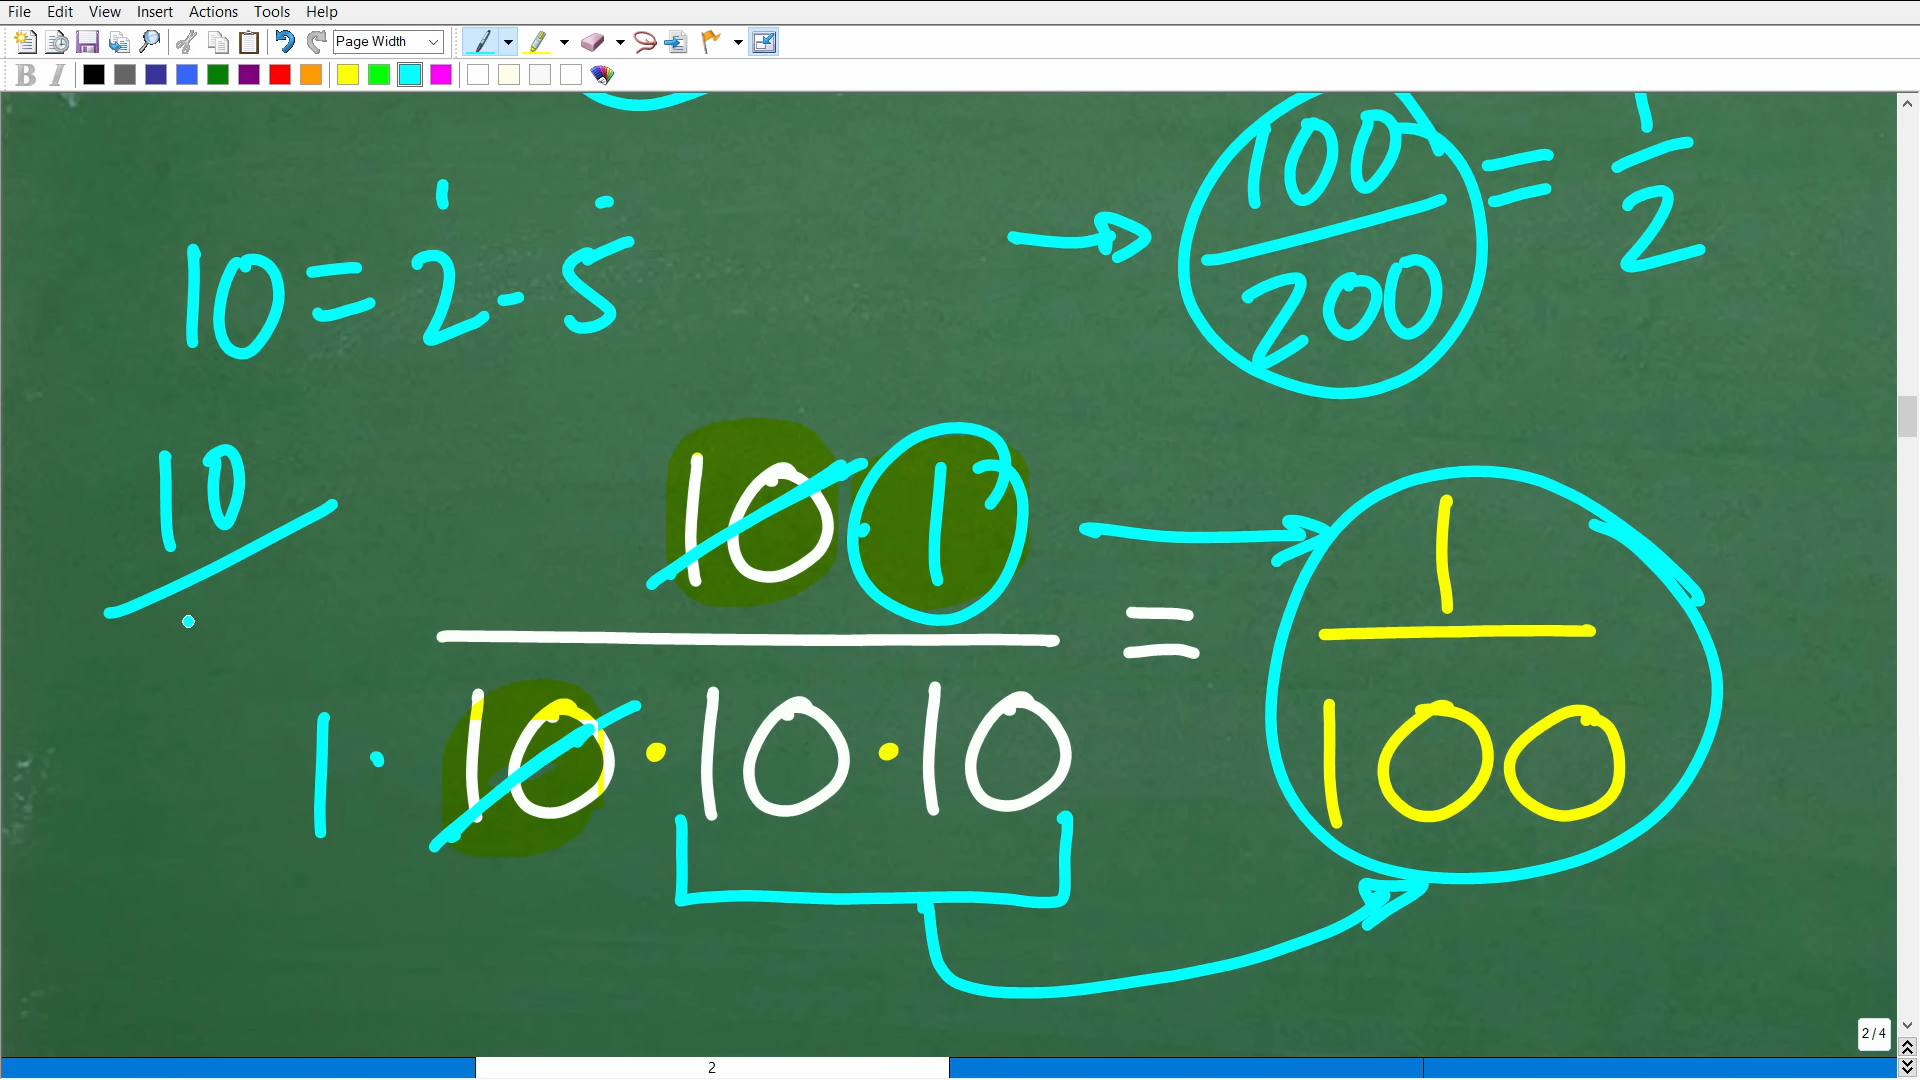 File Edit View Insert Actions Tools Help
Page Width
B I
10 = 2 · 5
→ 100/200 = 1/2
10
10 1
1 · 10 · 10 · 10
=
1
100
2/4
2